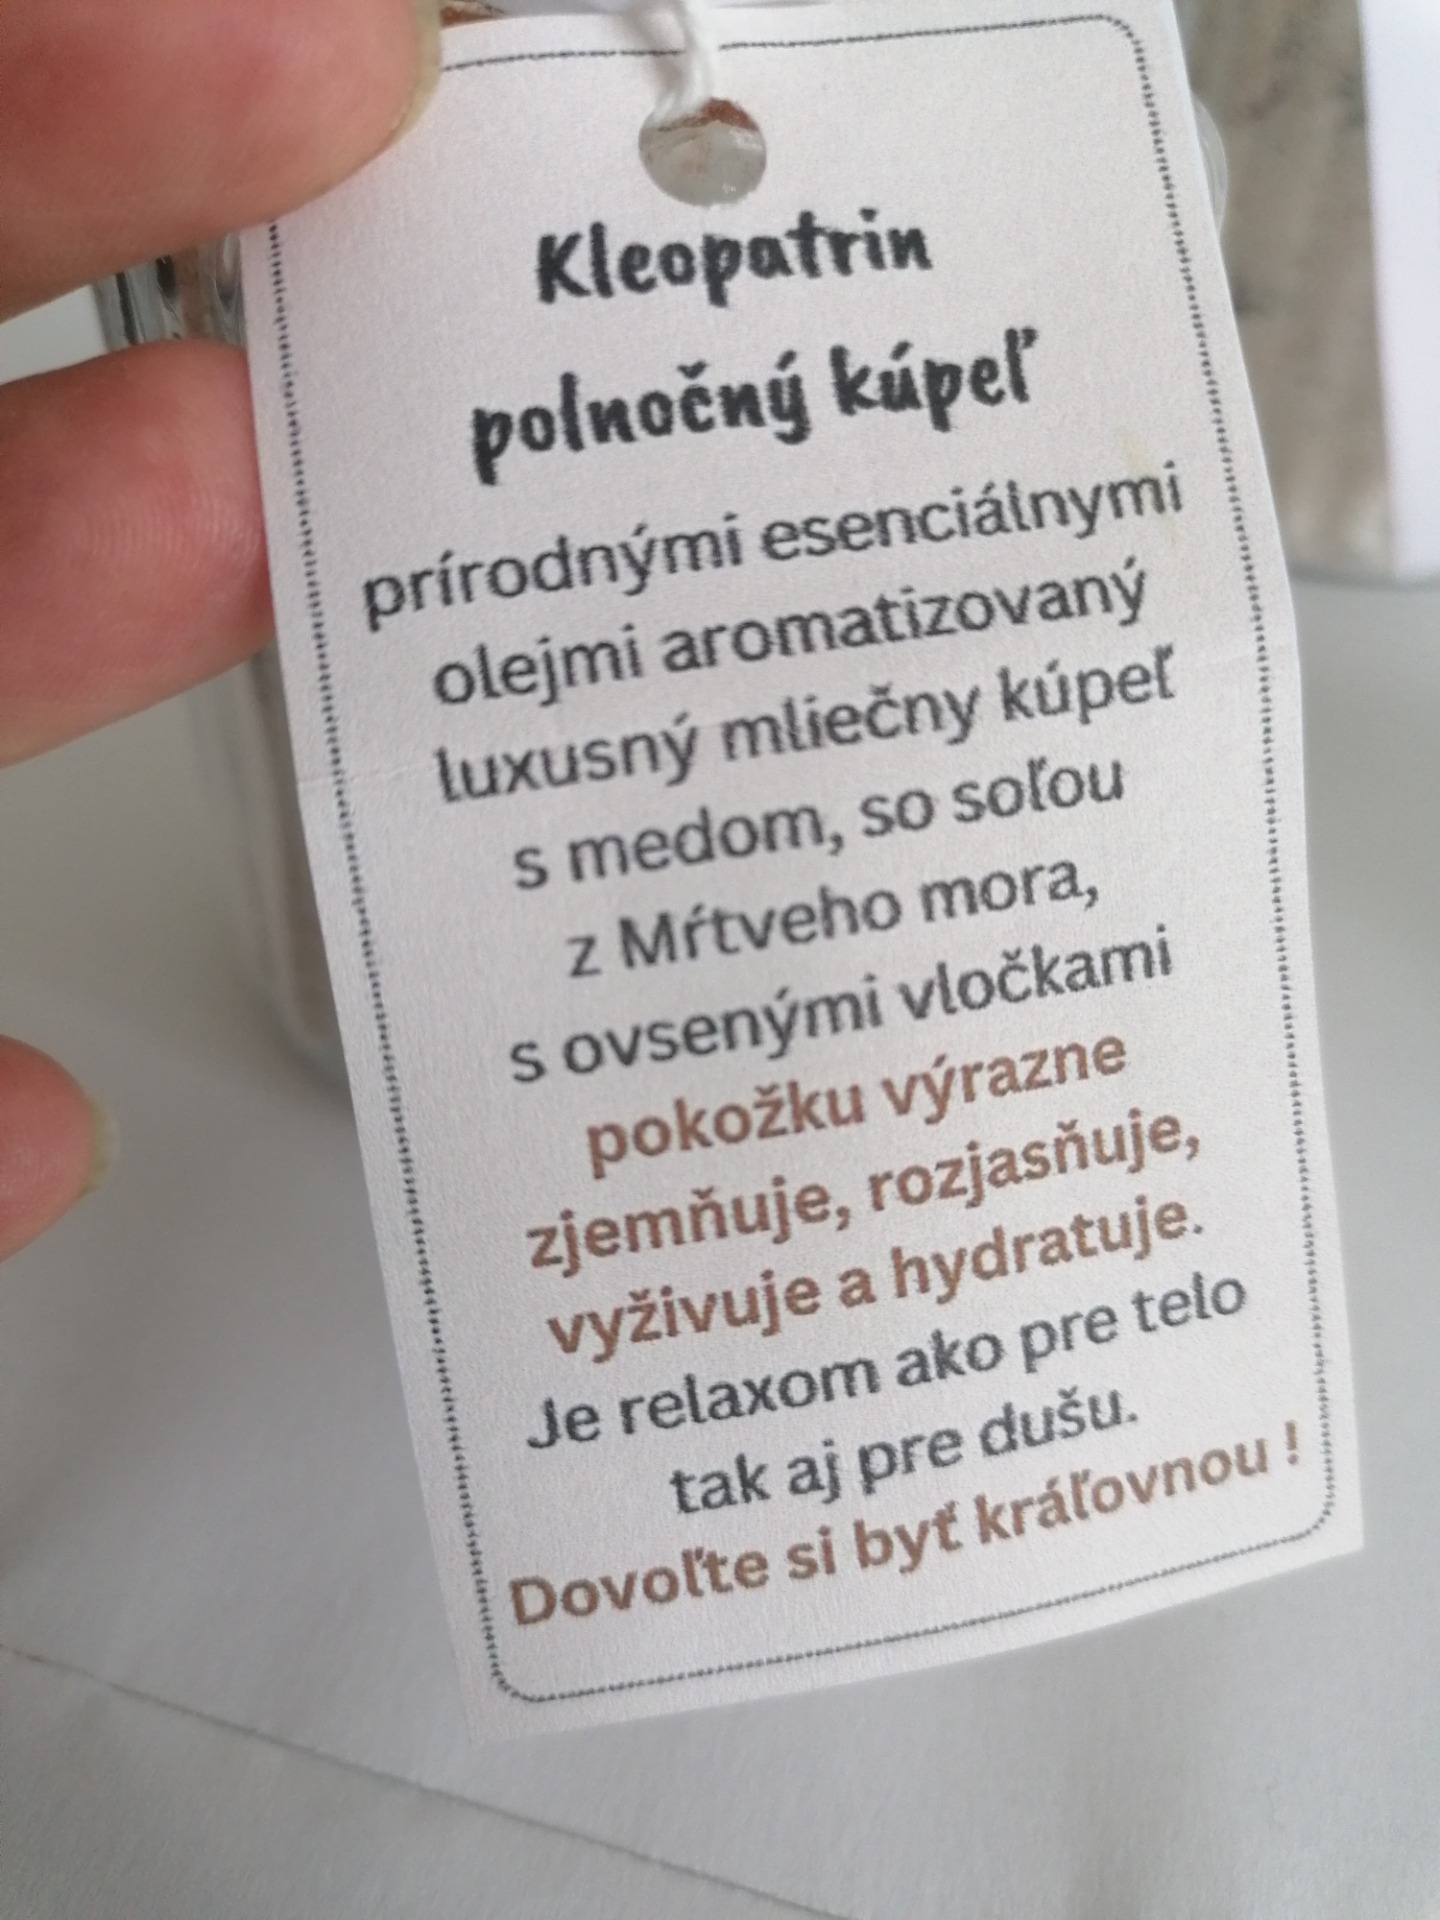 Kleopatrin
polnočný kúpeľ
prírodnými esenciálnymi
olejmi aromatizovaný
luxusný mliečny kúpeľ
s medom, so soľou
z Mŕtveho mora,
s ovsenými vločkami
pokožku výrazne
zjemňuje, rozjasňuje,
vyživuje a hydratuje.
Je relaxom ako pre telo
tak aj pre dušu.
Dovoľte si byť kráľovnou !